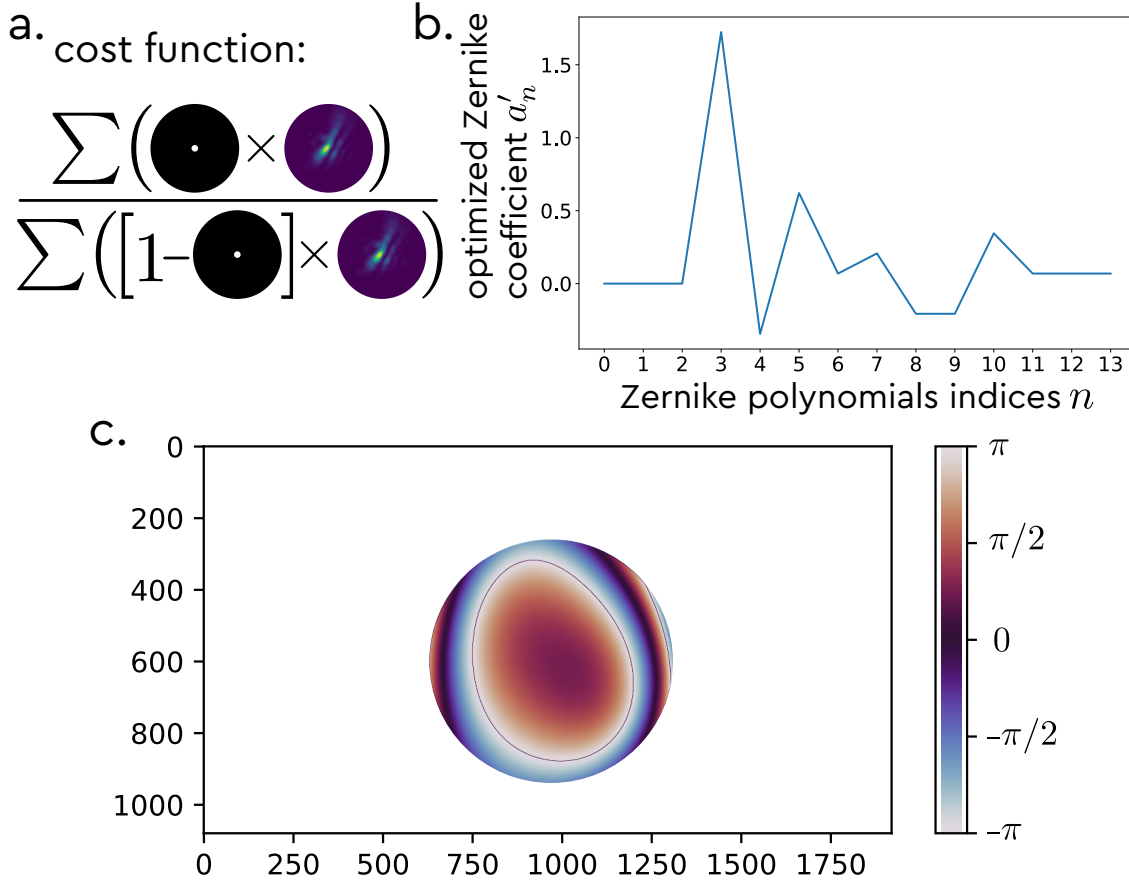 a.
cost function:
∑(×)
∑([1–]×)
b.
optimized Zernike
coefficient a′n
1.5
1.0
0.5
0.0
0 1 2 3 4 5 6 7 8 9 10 11 12 13
Zernike polynomials indices n
c.
0
200
400
600
800
1000
0 250 500 750 1000 1250 1500 1750
π
π/2
0
–π/2
–π